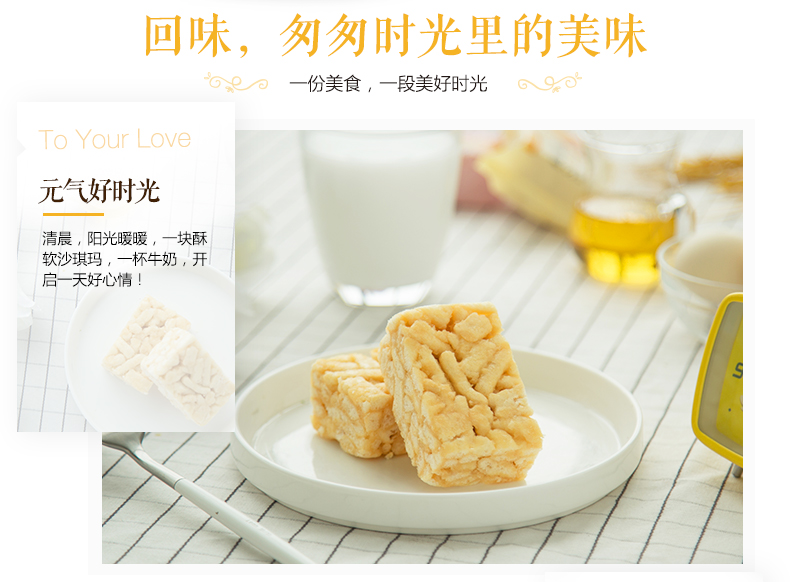 回味，匆匆时光里的美味
一份美食，一段美好时光
To Your Love
元气好时光
清晨，阳光暖暖，一块酥
软沙琪玛，一杯牛奶，开
启一天好心情！
5